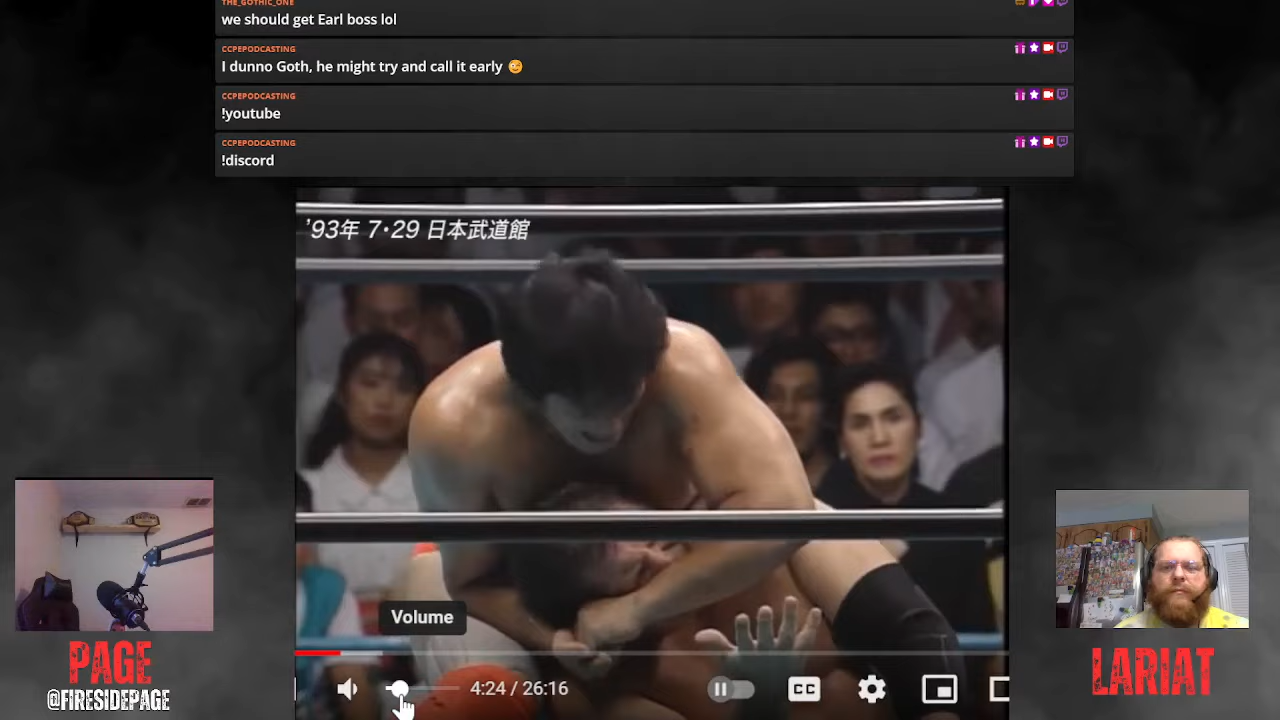 THE_GOTHIC_ONE
we should get Earl boss lol
CCPEPODCASTING
I dunno Goth, he might try and call it early
CCPEPODCASTING
!youtube
CCPEPODCASTING
!discord
'93年 7・29 日本武道館
Volume
4:24 / 26:16
CC
PAGE
@FIRESIDEPAGE
LARIAT